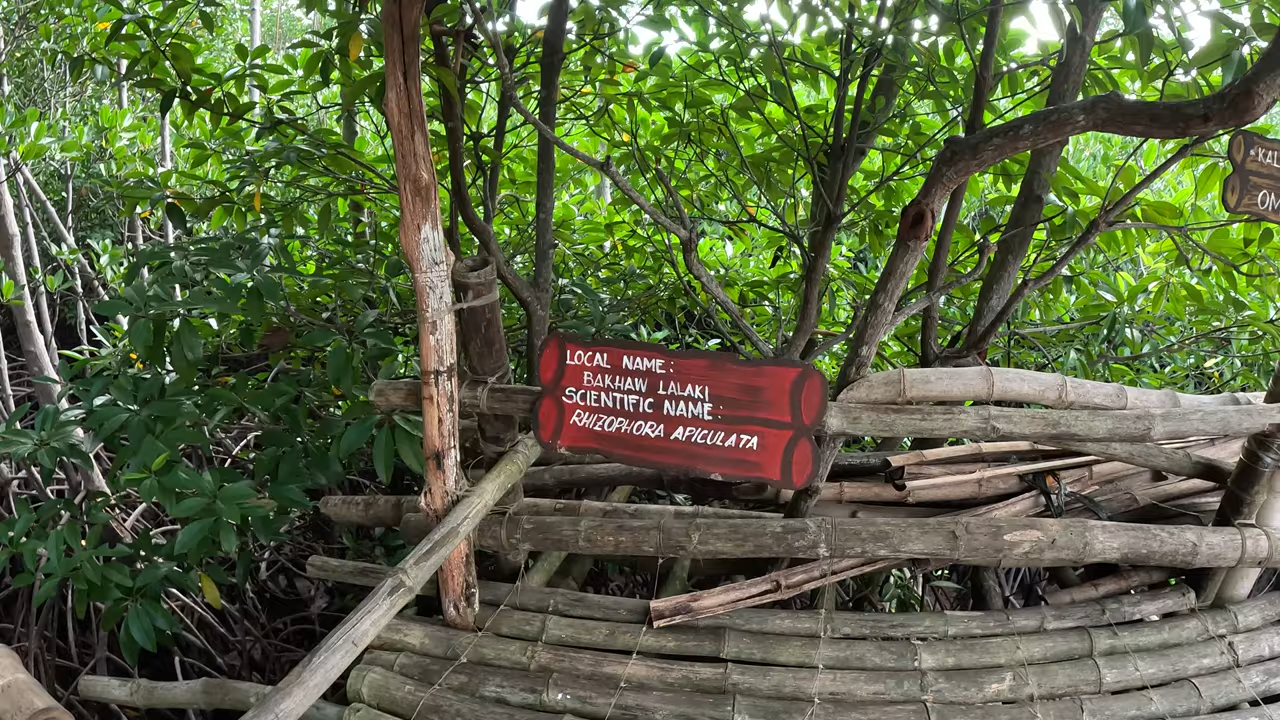 LOCAL NAME:
BAKHAW LALAKI
SCIENTIFIC NAME:
RHIZOPHORA APICULATA